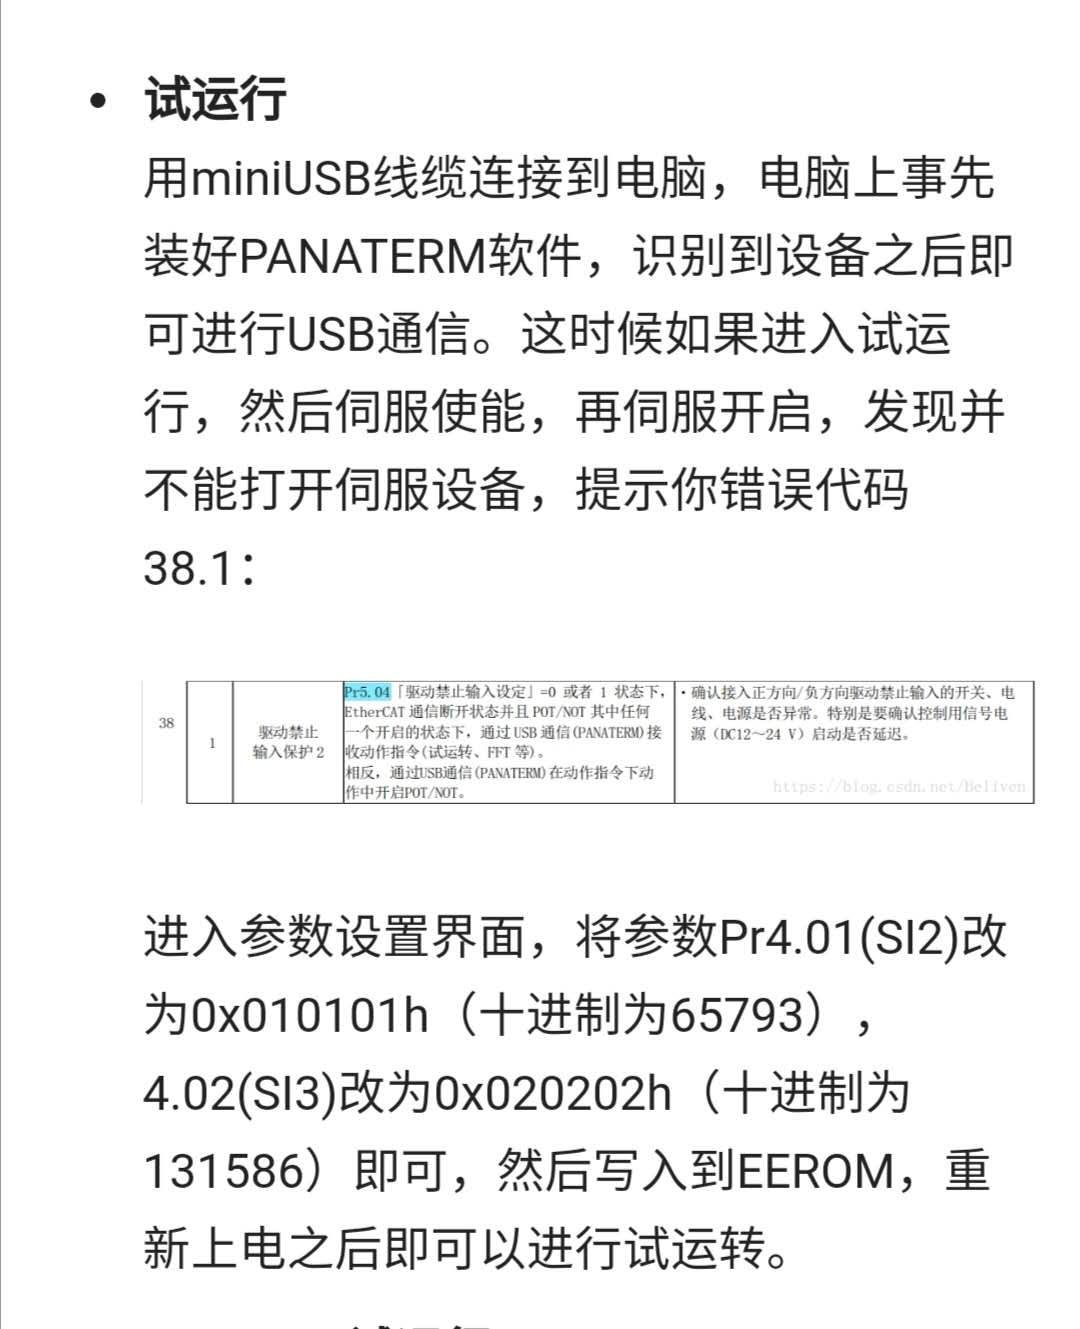 试运行
用miniUSB线缆连接到电脑，电脑上事先
装好PANATERM软件，识别到设备之后即
可进行USB通信。这时候如果进入试运
行，然后伺服使能，再伺服开启，发现并
不能打开伺服设备，提示你错误代码
38.1：
38
1
驱动禁止
输入保护 2
Pr5.04「驱动禁止输入设定」=0 或者 1 状态下，
EtherCAT 通信断开状态并且 POT/NOT 其中任何
一个开启的状态下，通过 USB 通信(PANATERM)接
收动作指令(试运转、FFT 等)。
相反，通过USB通信(PANATERM)在动作指令下动
作中开启POT/NOT。
・确认接入正方向/负方向驱动禁止输入的开关、电
线、电源是否异常。特别是要确认控制用信号电
源（DC12～24 V）启动是否延迟。
https://blog.csdn.net/Beliven
进入参数设置界面，将参数Pr4.01(SI2)改
为0x010101h（十进制为65793），
4.02(SI3)改为0x020202h（十进制为
131586）即可，然后写入到EEROM，重
新上电之后即可以进行试运转。